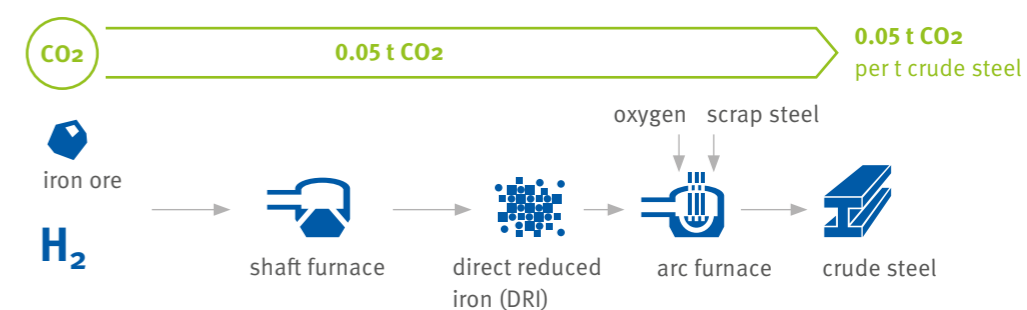 CO2
0.05 t CO2
0.05 t CO2
per t crude steel
oxygen
scrap steel
iron ore
H₂
shaft furnace
direct reduced
iron (DRI)
arc furnace
crude steel